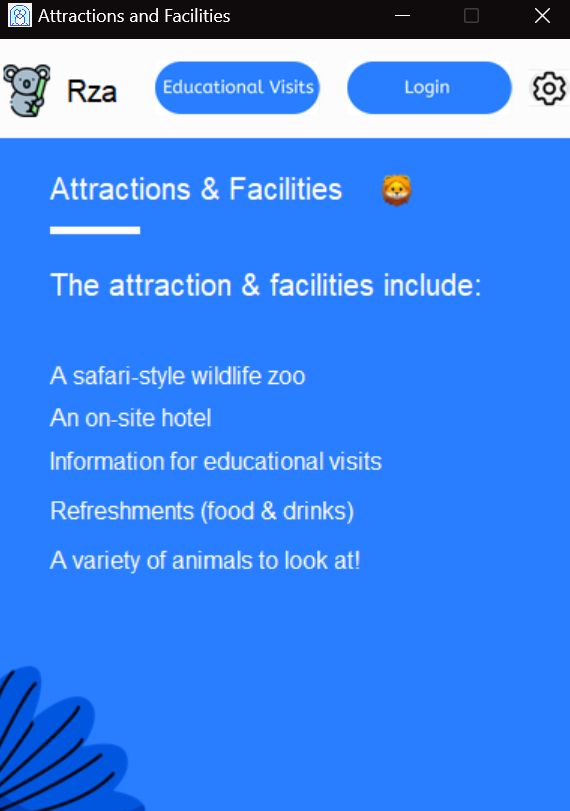 Attractions and Facilities
Rza
Educational Visits
Login
Attractions & Facilities
The attraction & facilities include:
A safari-style wildlife zoo
An on-site hotel
Information for educational visits
Refreshments (food & drinks)
A variety of animals to look at!